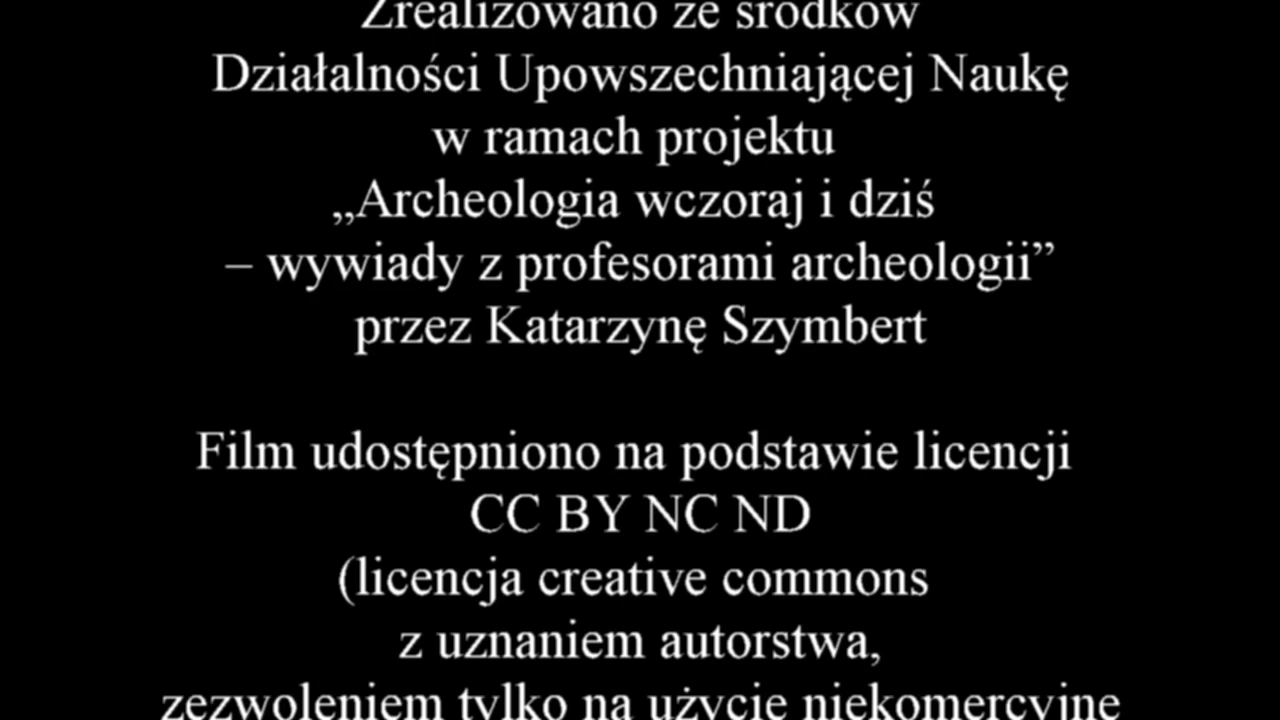 Zrealizowano ze środków
Działalności Upowszechniającej Naukę
w ramach projektu
„Archeologia wczoraj i dziś
– wywiady z profesorami archeologii”
przez Katarzynę Szymbert
Film udostępniono na podstawie licencji
CC BY NC ND
(licencja creative commons
z uznaniem autorstwa,
zezwoleniem tylko na użycie niekomercyjne